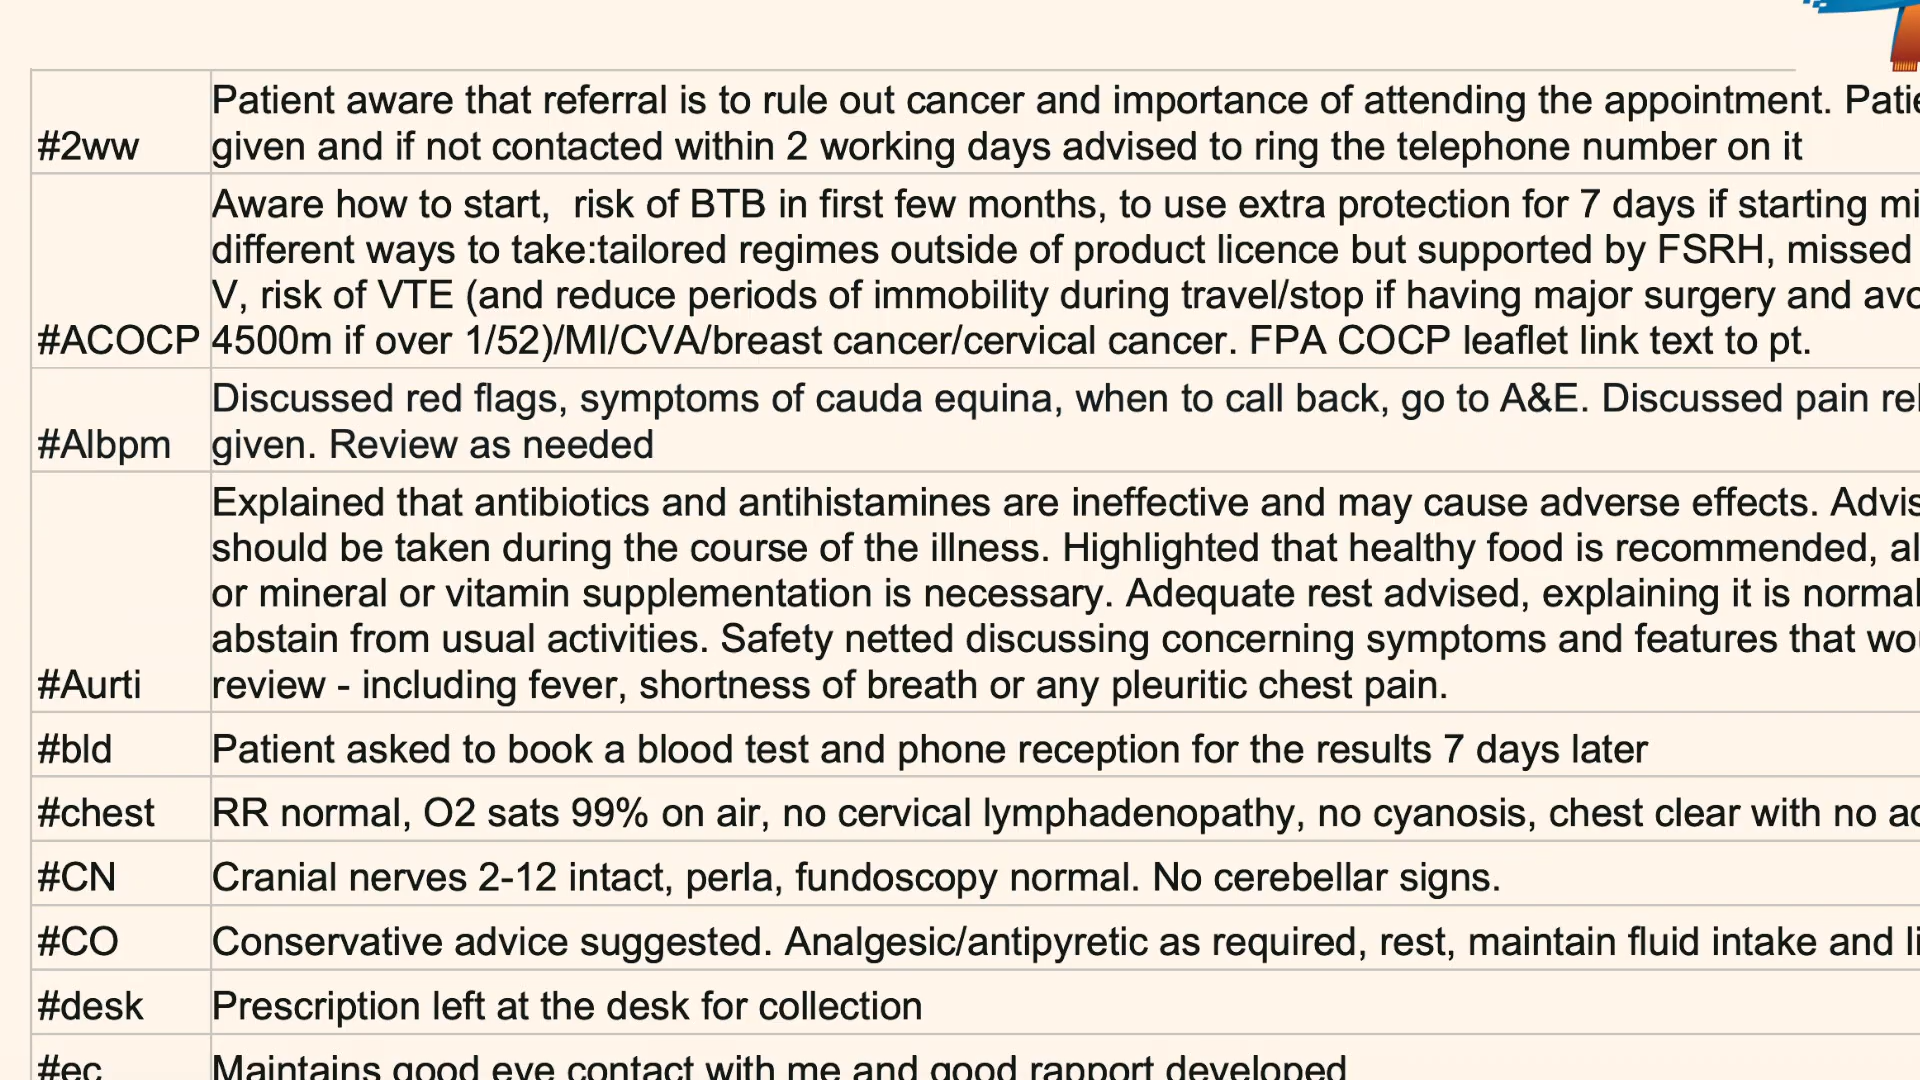 Patient aware that referral is to rule out cancer and importance of attending the appointment.
#2ww given and if not contacted within 2 working days advised to ring the telephone number on it
Aware how to start,  risk of BTB in first few months, to use extra protection for 7 days if starting
different ways to take:tailored regimes outside of product licence but supported by FSRH, missed
V, risk of VTE (and reduce periods of immobility during travel/stop if having major surgery and
#ACOCP 4500m if over 1/52)/MI/CVA/breast cancer/cervical cancer. FPA COCP leaflet link text to pt.
Discussed red flags, symptoms of cauda equina, when to call back, go to A&E. Discussed pain
#Albpm given. Review as needed
Explained that antibiotics and antihistamines are ineffective and may cause adverse effects.
should be taken during the course of the illness. Highlighted that healthy food is recommended,
or mineral or vitamin supplementation is necessary. Adequate rest advised, explaining it is normal
abstain from usual activities. Safety netted discussing concerning symptoms and features that
#Aurti review - including fever, shortness of breath or any pleuritic chest pain.
#bld Patient asked to book a blood test and phone reception for the results 7 days later
#chest RR normal, O2 sats 99% on air, no cervical lymphadenopathy, no cyanosis, chest clear with no
#CN Cranial nerves 2-12 intact, perla, fundoscopy normal. No cerebellar signs.
#CO Conservative advice suggested. Analgesic/antipyretic as required, rest, maintain fluid intake and
#desk Prescription left at the desk for collection
#ec Maintains good eye contact with me and good rapport developed